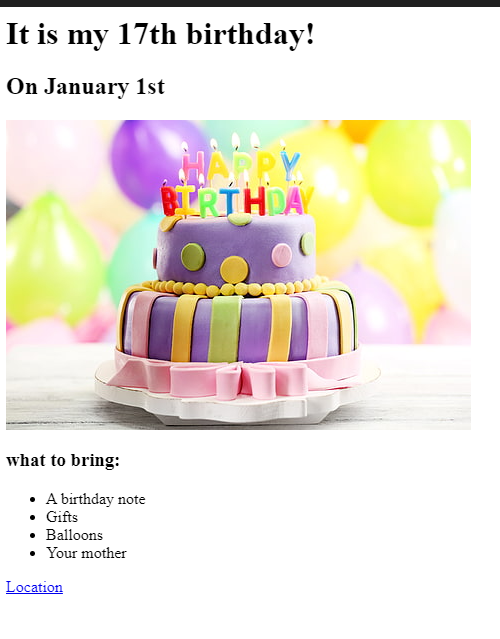 It is my 17th birthday!
On January 1st
HAPPY
BIRTHDAY
what to bring:
A birthday note
Gifts
Balloons
Your mother
Location